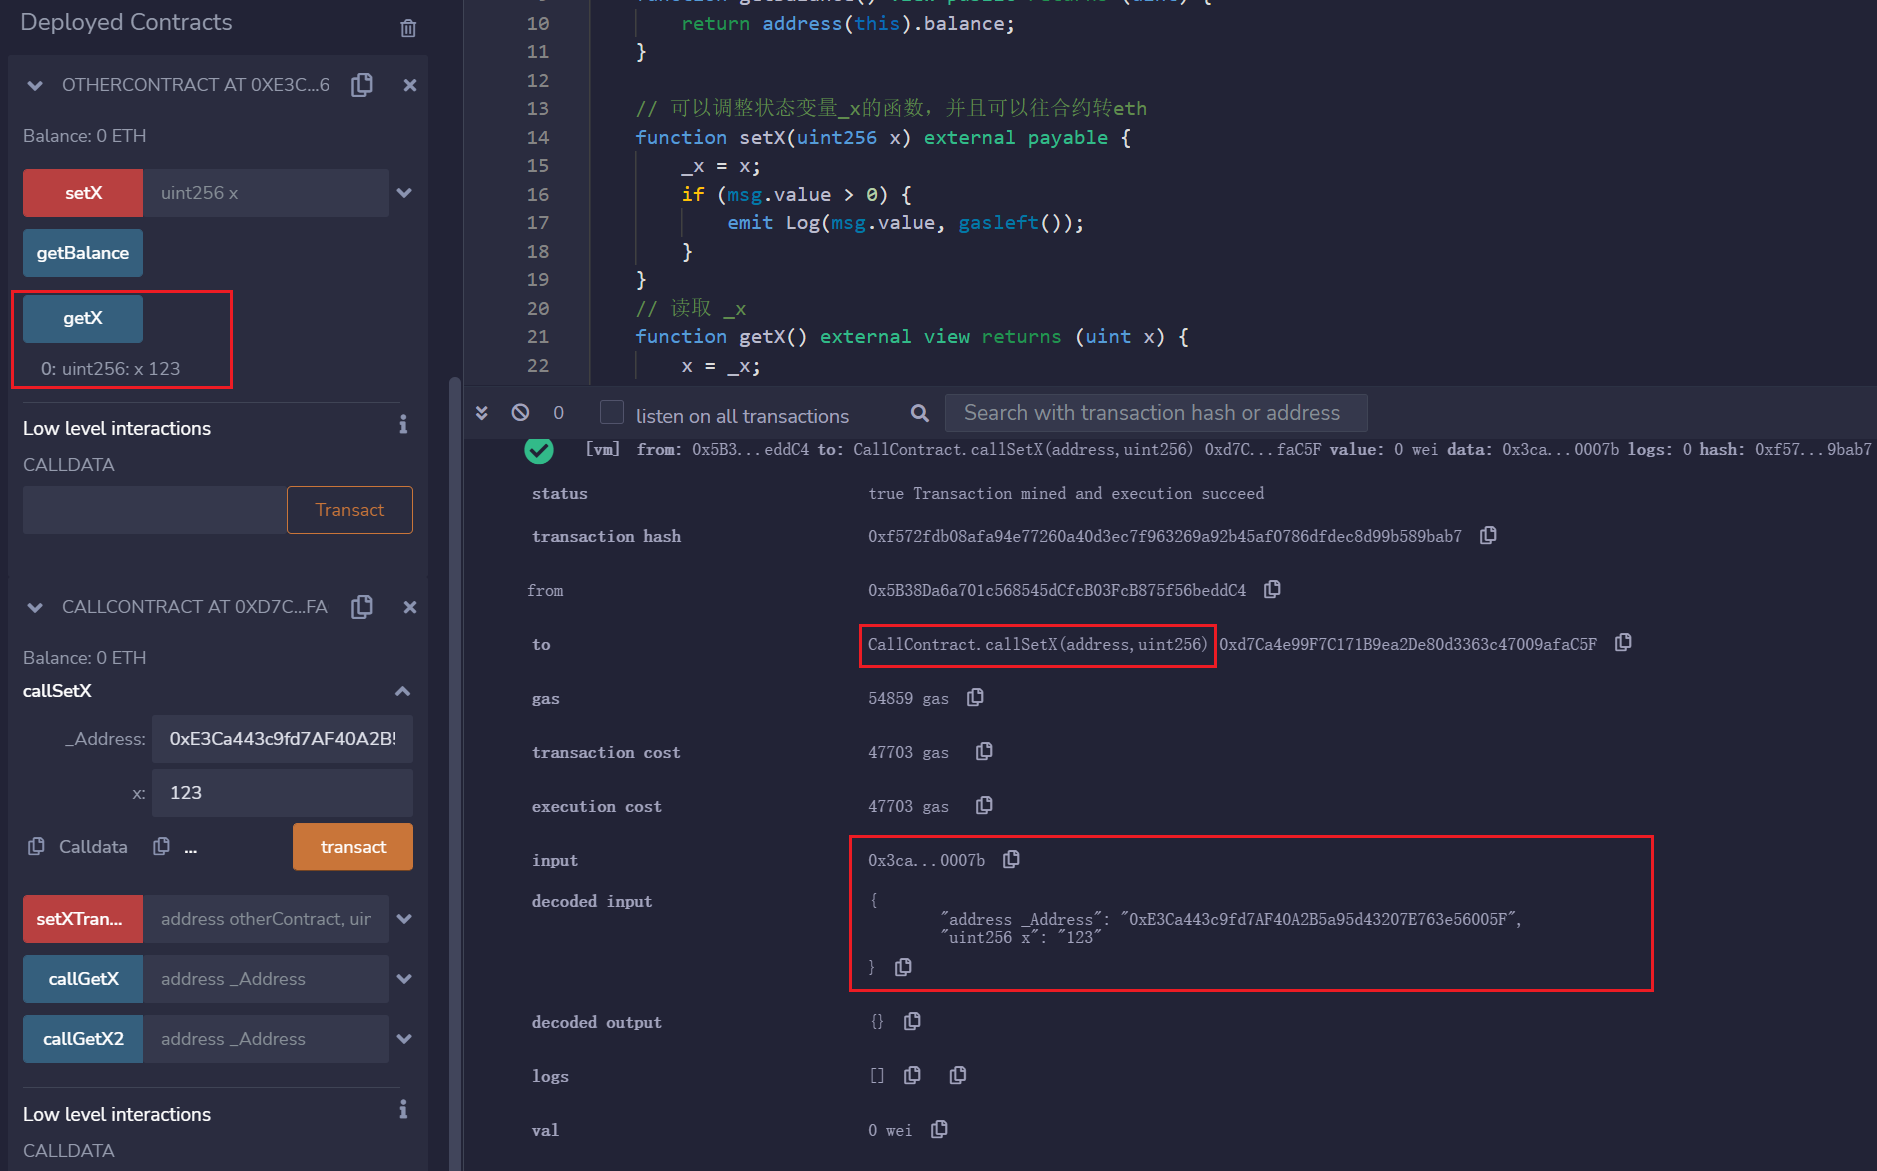 Deployed Contracts
OTHERCONTRACT AT 0XE3C...6
Balance: 0 ETH
setX
uint256 x
getBalance
getX
0: uint256: x 123
Low level interactions
CALLDATA
Transact
CALLCONTRACT AT 0XD7C...FA
Balance: 0 ETH
callSetX
_Address:
0xE3Ca443c9fd7AF40A2B5
x:
123
Calldata
...
transact
setXTran...
address otherContract, uir
callGetX
address _Address
callGetX2
address _Address
Low level interactions
CALLDATA
10 return address(this).balance;
11 }
12
13 // 可以调整状态变量_x的函数，并且可以往合约转eth
14 function setX(uint256 x) external payable {
15 _x = x;
16 if (msg.value > 0) {
17 emit Log(msg.value, gasleft());
18 }
19 }
20 // 读取 _x
21 function getX() external view returns (uint x) {
22 x = _x;
0
listen on all transactions
Search with transaction hash or address
[vm] from: 0x5B3...eddC4 to: CallContract.callSetX(address,uint256) 0xd7C...faC5F value: 0 wei data: 0x3ca...0007b logs: 0 hash: 0xf57...9bab7
status true Transaction mined and execution succeed
transaction hash 0xf572fdb08afa94e77260a40d3ec7f963269a92b45af0786dfdec8d99b589bab7
from 0x5B38Da6a701c568545dCfcB03FcB875f56beddC4
to CallContract.callSetX(address,uint256) 0xd7Ca4e99F7C171B9ea2De80d3363c47009afaC5F
gas 54859 gas
transaction cost 47703 gas
execution cost 47703 gas
input 0x3ca...0007b
decoded input {
"address _Address": "0xE3Ca443c9fd7AF40A2B5a95d43207E763e56005F",
"uint256 x": "123"
}
decoded output {}
logs []
val 0 wei